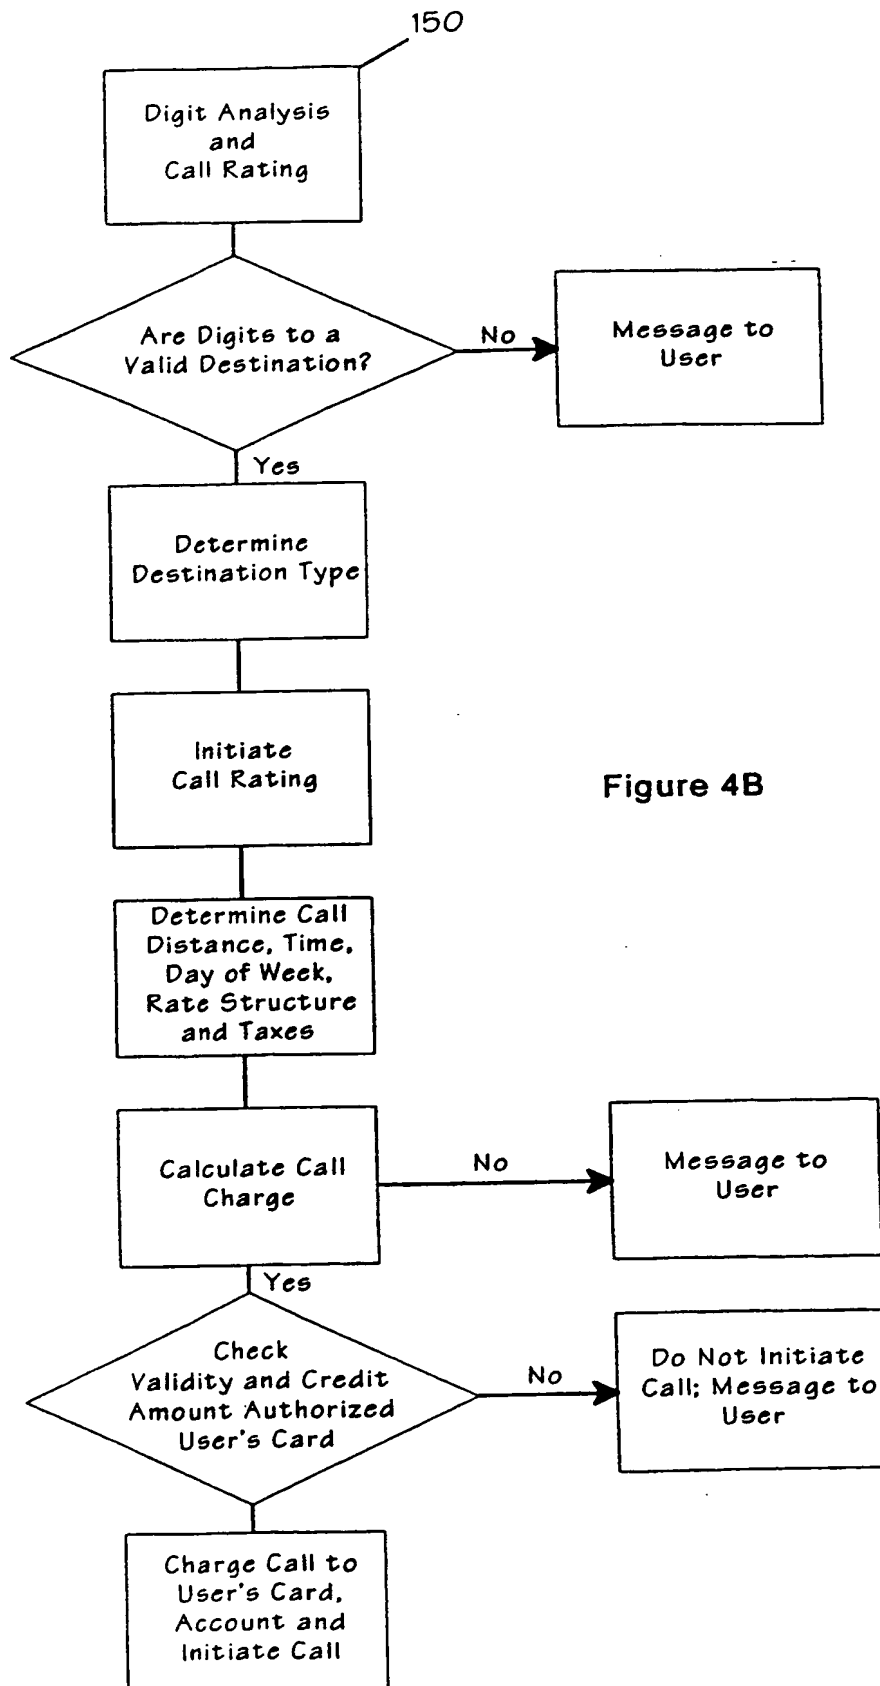 150
Digit Analysis
and
Call Rating
Are Digits to a
Valid Destination?
No
Message to
User
Yes
Determine
Destination Type
Initiate
Call Rating
Figure 4B
Determine Call
Distance, Time,
Day of Week,
Rate Structure
and Taxes
Calculate Call
Charge
No
Message to
User
Yes
Check
Validity and Credit
Amount Authorized
User's Card
No
Do Not Initiate
Call; Message to
User
Charge Call to
User's Card,
Account and
Initiate Call